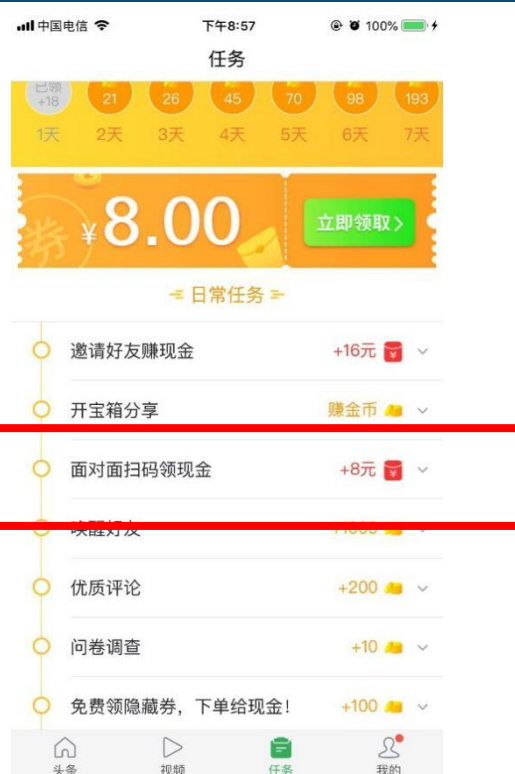 中国电信 下午8:57 100%
任务
已领
+18 21 26 45 70 98 193
1天 2天 3天 4天 5天 6天 7天
券 ¥8.00 立即领取>
日常任务
邀请好友赚现金 +16元
开宝箱分享 赚金币
面对面扫码领现金 +8元
唤醒好友
优质评论 +200
问卷调查 +10
免费领隐藏券，下单给现金！ +100
头条 视频 任务 我的